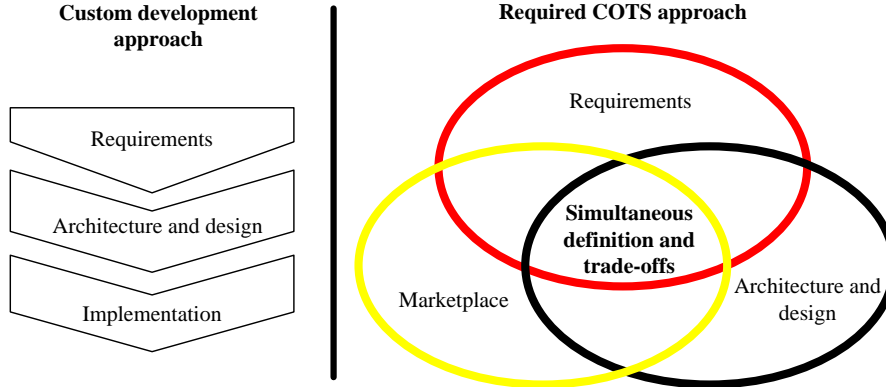 Custom development
approach
Requirements
Architecture and design
Implementation
Required COTS approach
Requirements
Simultaneous
definition and
trade-offs
Marketplace
Architecture and
design